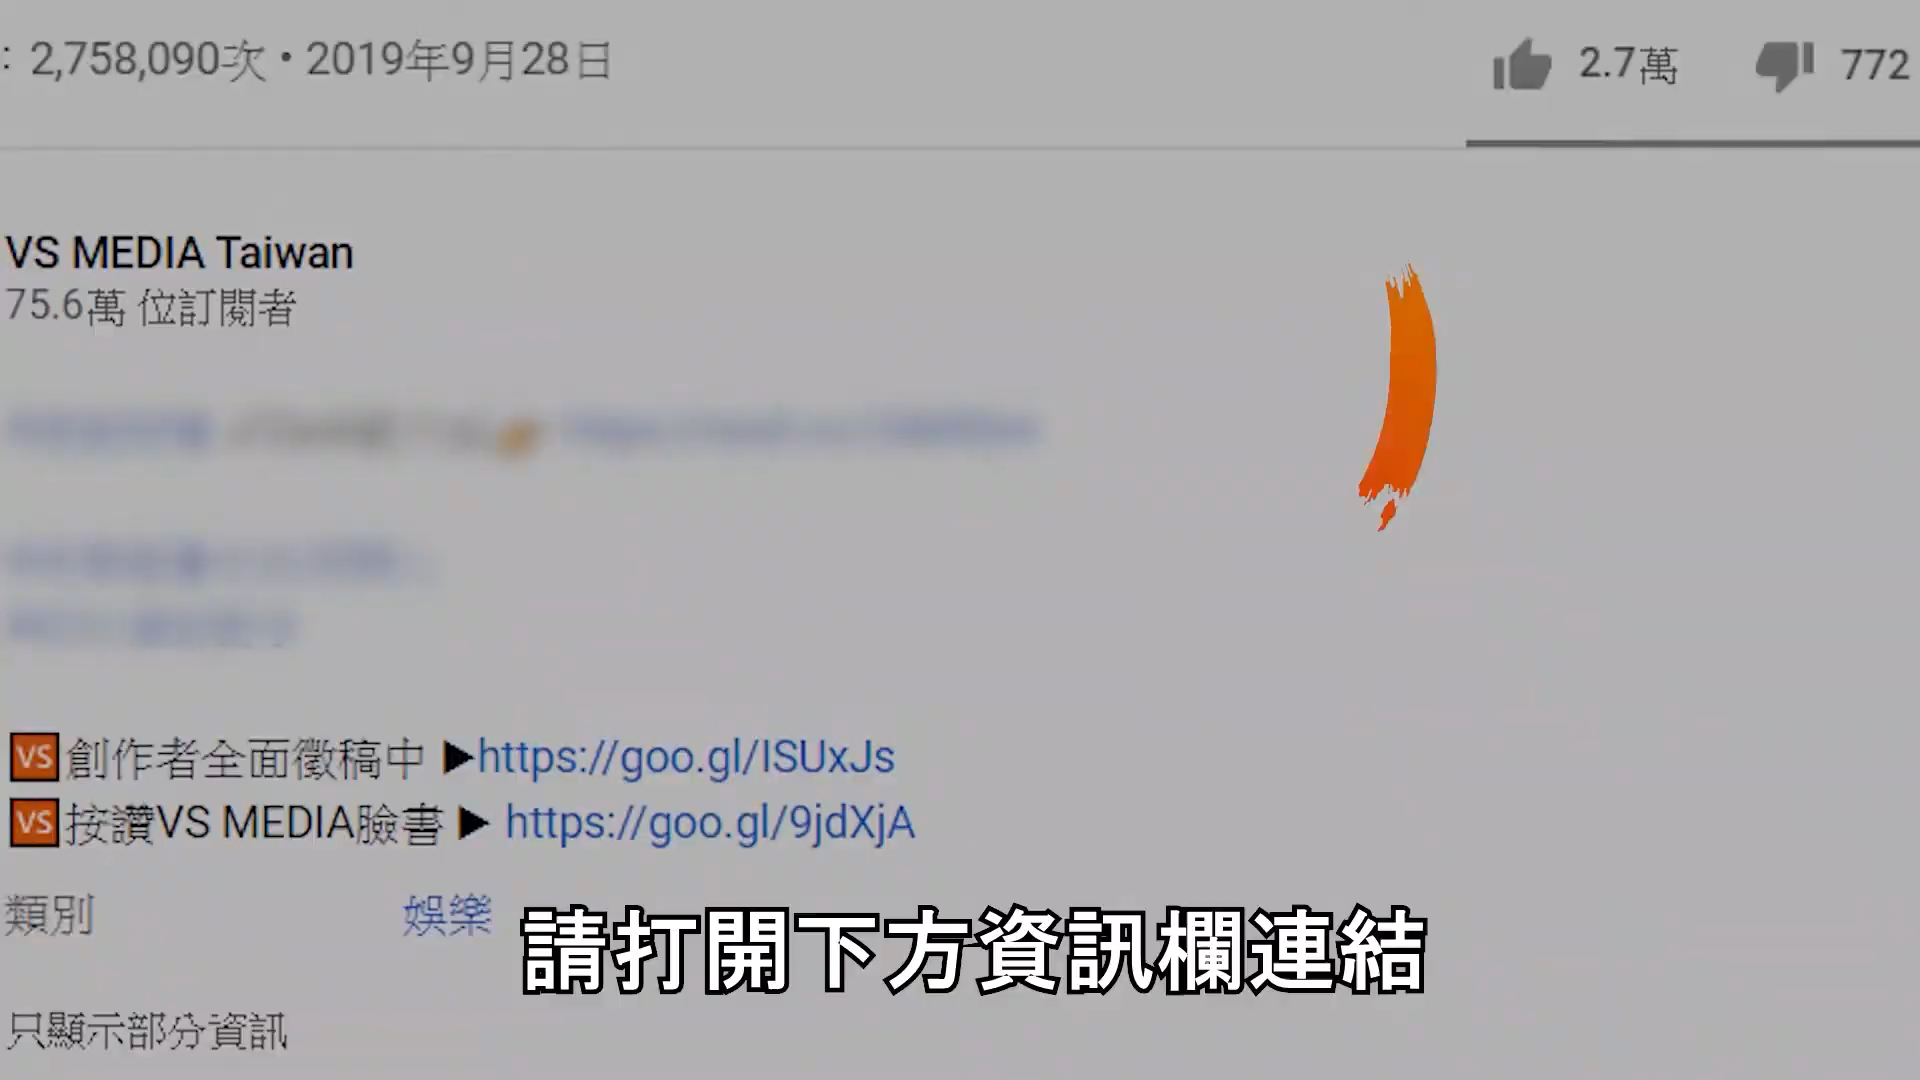 : 2,758,090次 • 2019年9月28日
2.7萬
772
VS MEDIA Taiwan
75.6萬 位訂閱者
VS 創作者全面徵稿中 ▶https://goo.gl/ISUxJs
VS 按讚VS MEDIA臉書 ▶ https://goo.gl/9jdXjA
類別 娛樂
請打開下方資訊欄連結
只顯示部分資訊